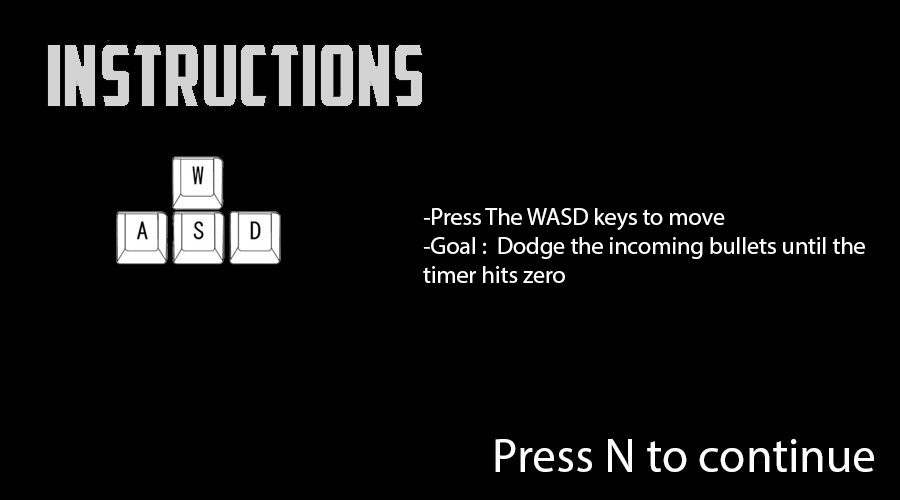 INSTRUCTIONS
W
A S D
-Press The WASD keys to move
-Goal :  Dodge the incoming bullets until the
timer hits zero
Press N to continue